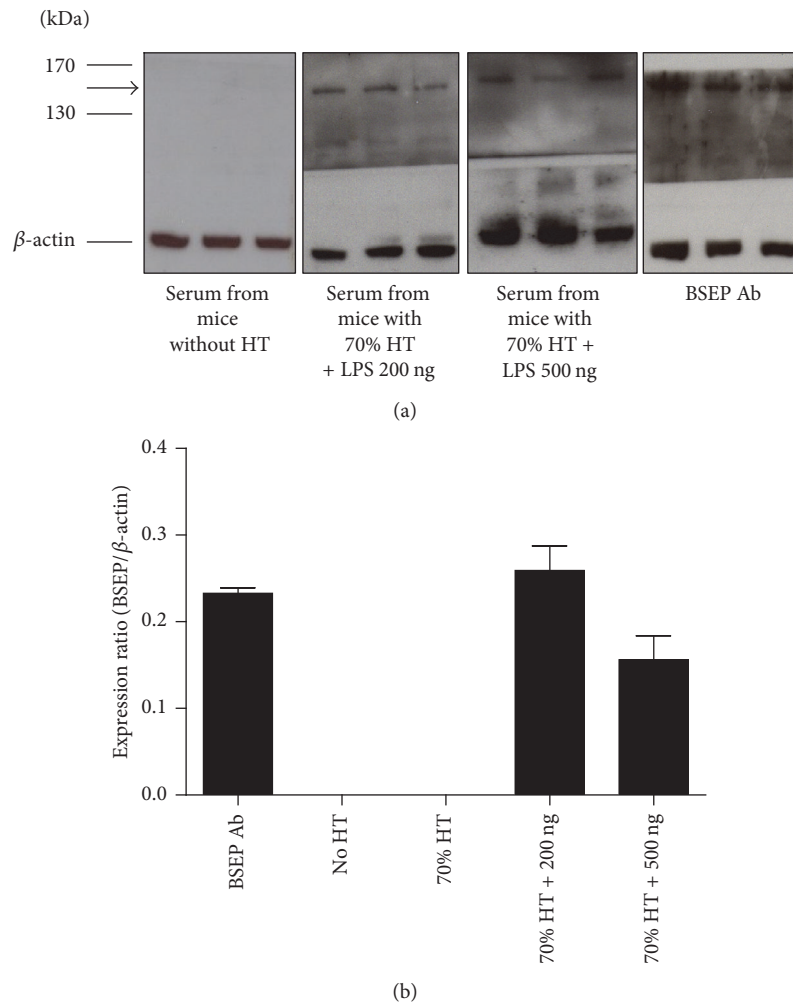 (kDa)
170
130
β-actin
Serum from
mice
without HT
Serum from
mice with
70% HT
+ LPS 200 ng
Serum from
mice with
70% HT +
LPS 500 ng
BSEP Ab
(a)
Expression ratio (BSEP/β-actin)
0.4
0.3
0.2
0.1
0.0
BSEP Ab
No HT
70% HT
70% HT + 200 ng
70% HT + 500 ng
(b)